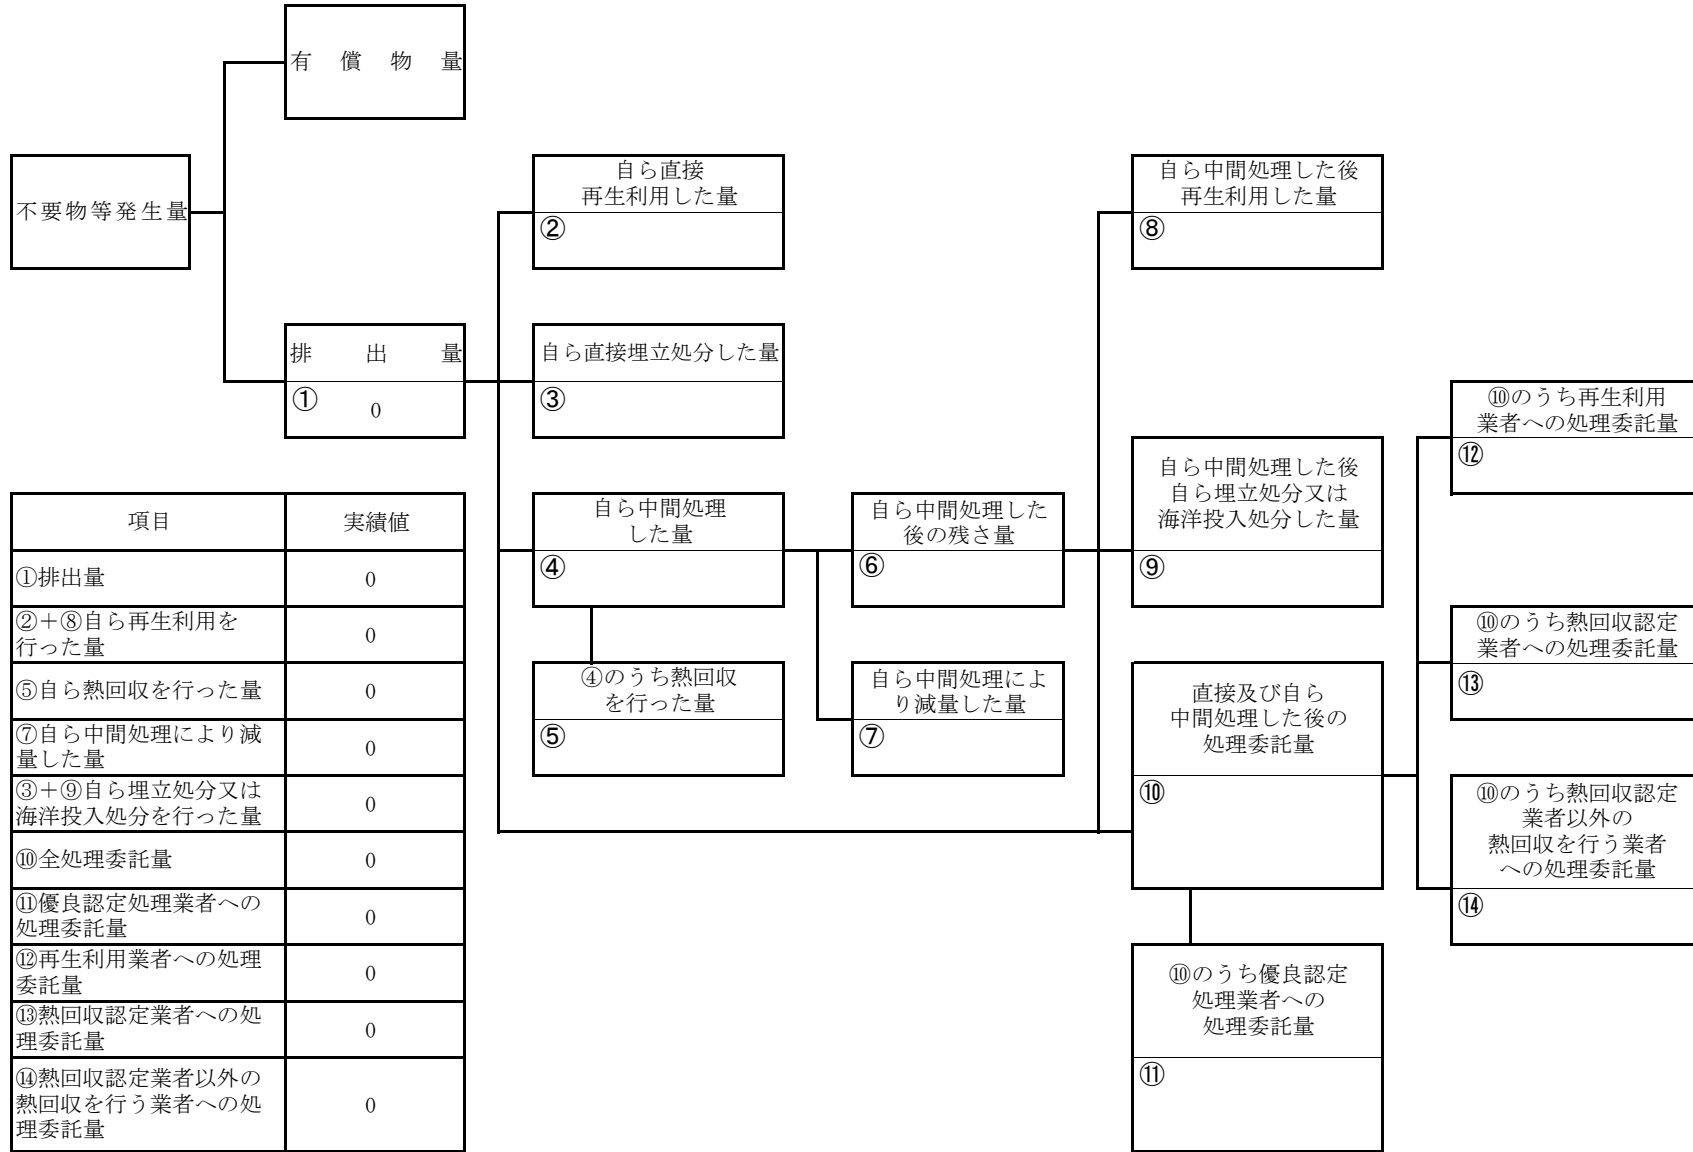 有償物量
不要物等発生量
排出量
①
0
自ら直接
再生利用した量
②
自ら直接埋立処分した量
③
自ら中間処理
した量
④
④のうち熱回収
を行った量
⑤
自ら中間処理した
後の残さ量
⑥
自ら中間処理によ
り減量した量
⑦
自ら中間処理した後
再生利用した量
⑧
自ら中間処理した後
自ら埋立処分又は
海洋投入処分した量
⑨
直接及び自ら
中間処理した後の
処理委託量
⑩
⑩のうち優良認定
処理業者への
処理委託量
⑪
⑩のうち再生利用
業者への処理委託量
⑫
⑩のうち熱回収認定
業者への処理委託量
⑬
⑩のうち熱回収認定
業者以外の
熱回収を行う業者
への処理委託量
⑭
項目 実績値
①排出量 0
②＋⑧自ら再生利用を
行った量 0
⑤自ら熱回収を行った量 0
⑦自ら中間処理により減
量した量 0
③＋⑨自ら埋立処分又は
海洋投入処分を行った量 0
⑩全処理委託量 0
⑪優良認定処理業者への
処理委託量 0
⑫再生利用業者への処理
委託量 0
⑬熱回収認定業者への処
理委託量 0
⑭熱回収認定業者以外の
熱回収を行う業者への処
理委託量 0